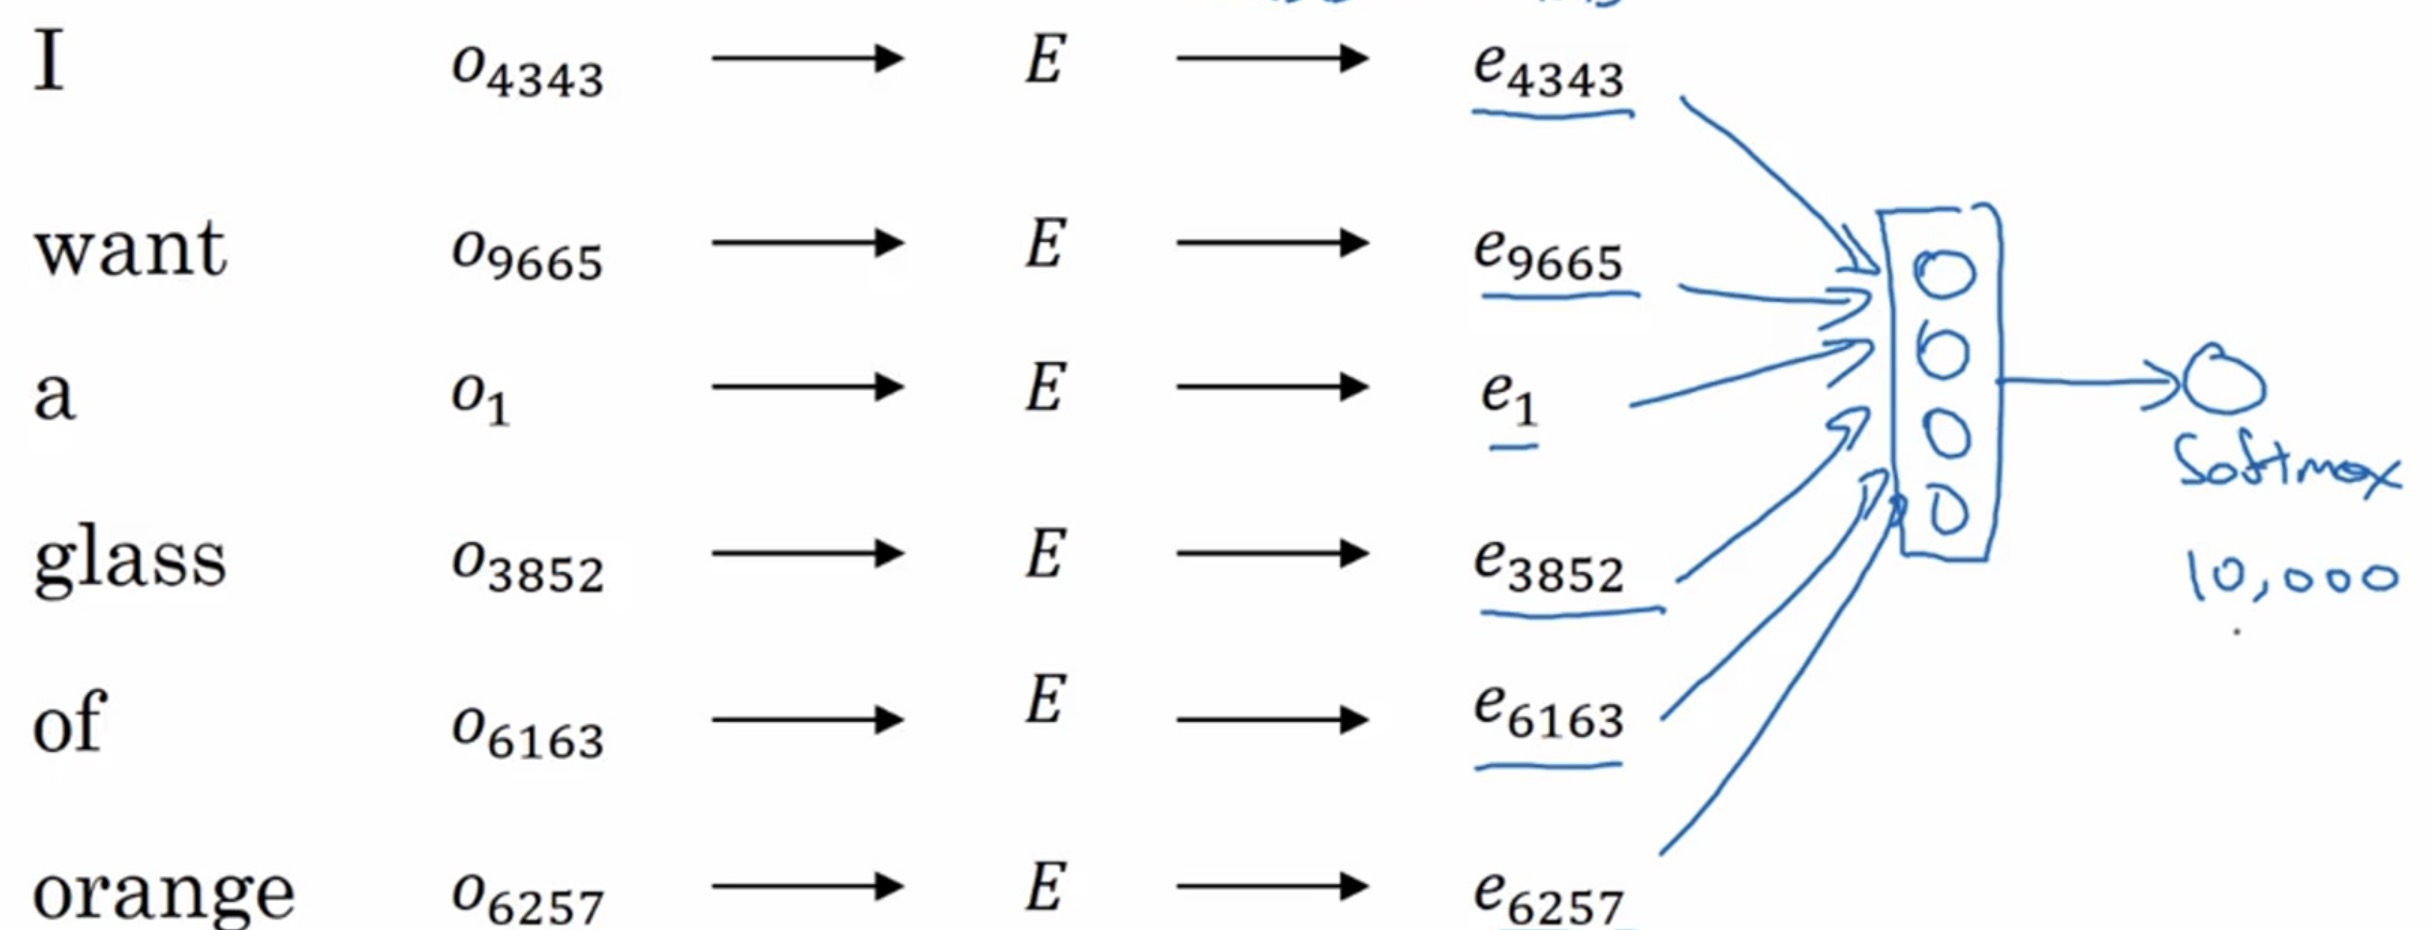 I o₄₃₄₃ → E → e₄₃₄₃
want o₉₆₆₅ → E → e₉₆₆₅
a o₁ → E → e₁
Softmax
glass o₃₈₅₂ → E → e₃₈₅₂
10,000
of o₆₁₆₃ → E → e₆₁₆₃
orange o₆₂₅₇ → E → e₆₂₅₇